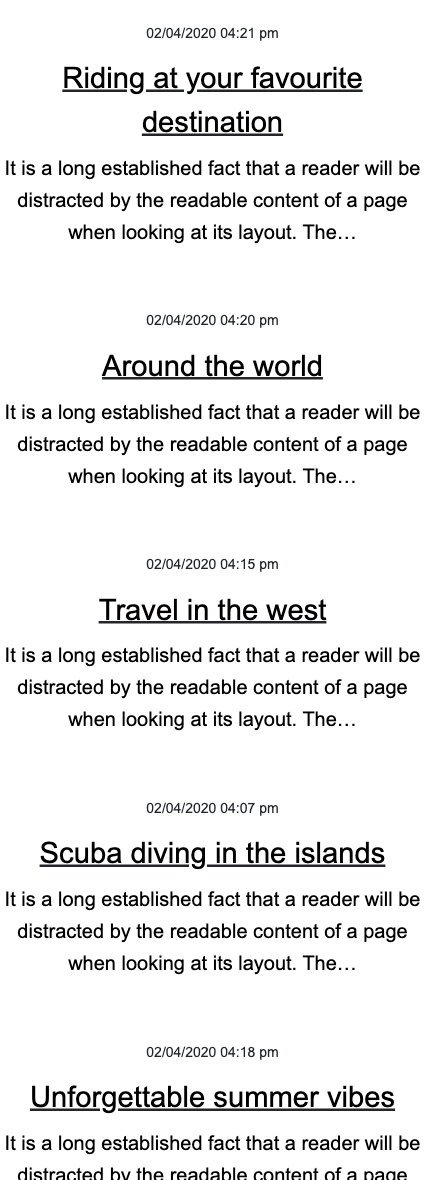 02/04/2020 04:21 pm
Riding at your favourite
destination
It is a long established fact that a reader will be
distracted by the readable content of a page
when looking at its layout. The…
02/04/2020 04:20 pm
Around the world
It is a long established fact that a reader will be
distracted by the readable content of a page
when looking at its layout. The…
02/04/2020 04:15 pm
Travel in the west
It is a long established fact that a reader will be
distracted by the readable content of a page
when looking at its layout. The…
02/04/2020 04:07 pm
Scuba diving in the islands
It is a long established fact that a reader will be
distracted by the readable content of a page
when looking at its layout. The…
02/04/2020 04:18 pm
Unforgettable summer vibes
It is a long established fact that a reader will be
distracted by the readable content of a page